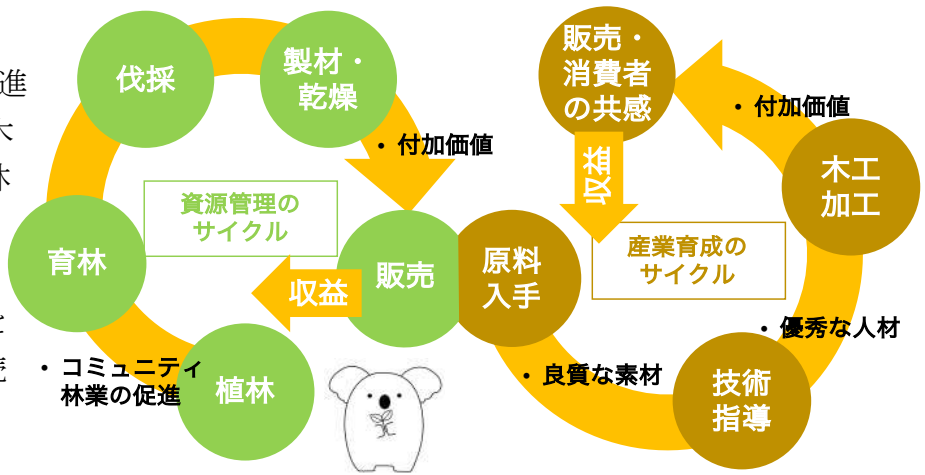 進
林
伐採
製材・
乾燥
・付加価値
資源管理の
サイクル
育林
販売
収益
・コミュニティ
林業の促進
植林
販売・
消費者
の共感
・付加価値
収益
木工
加工
産業育成の
サイクル
原料
入手
・優秀な人材
・良質な素材
技術
指導